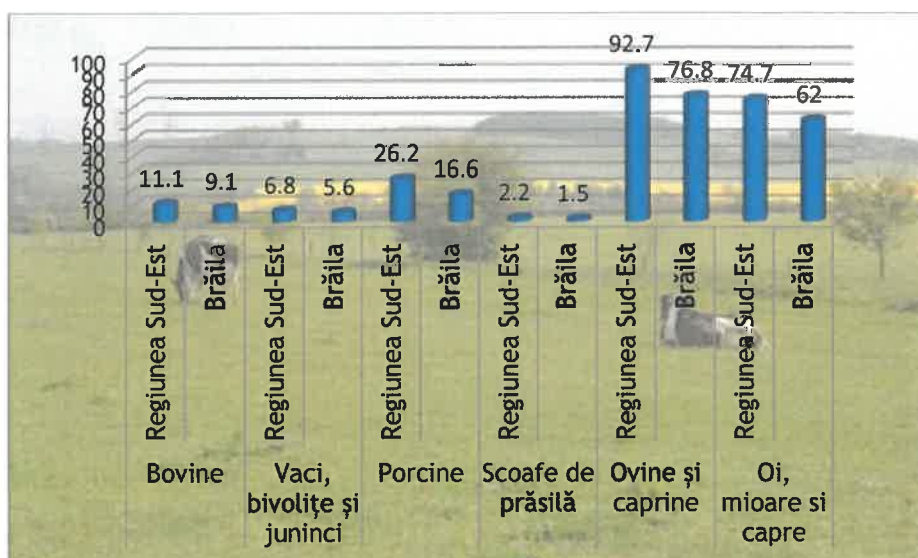 92.7
76.8 74.7
62
26.2
16.6
11.1 9.1 6.8 5.6 2.2 1.5
100
90
80
70
60
50
40
30
20
10
0
Regiunea Sud-Est
Brăila
Regiunea Sud-Est
Brăila
Regiunea Sud-Est
Brăila
Regiunea Sud-Est
Brăila
Regiunea Sud-Est
Brăila
Regiunea Sud-Est
Brăila
Bovine
Vaci,
bivolițe și
juninci
Porcine
Scoafe de
prăsilă
Ovine și
caprine
Oi,
mioare si
capre